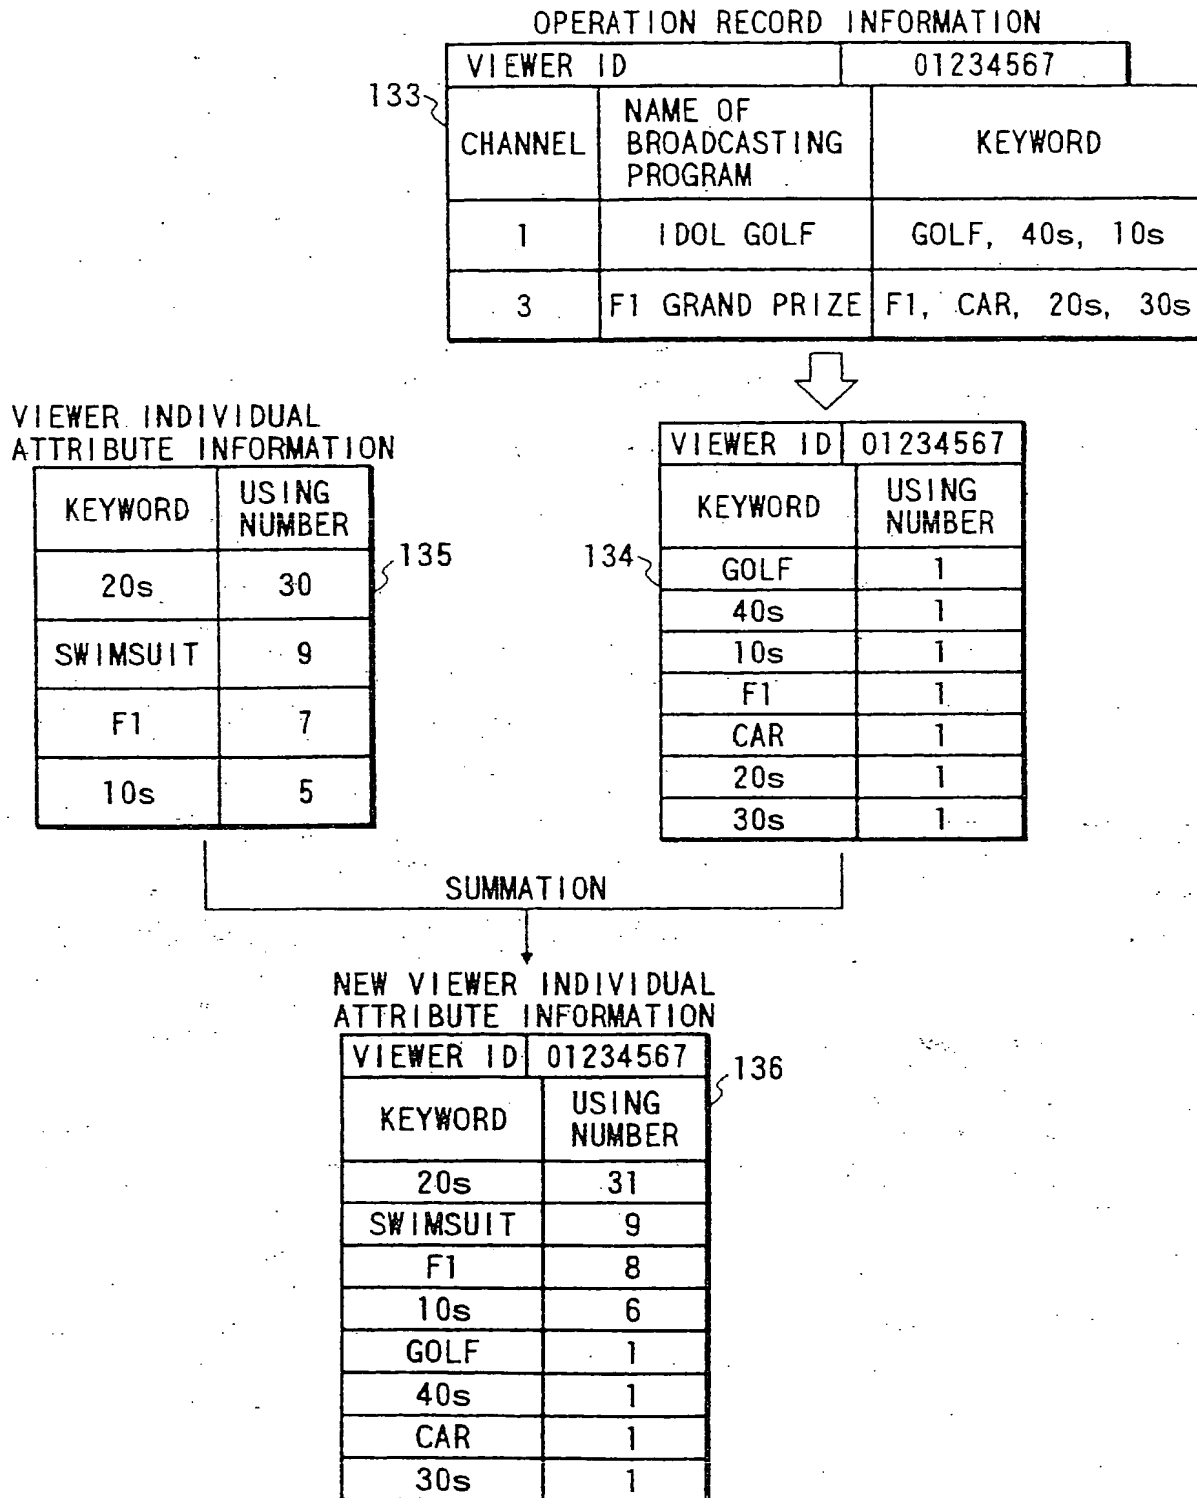 OPERATION RECORD INFORMATION
VIEWER ID 01234567
133
CHANNEL
NAME OF
BROADCASTING
PROGRAM
KEYWORD
1 IDOL GOLF GOLF, 40s, 10s
3 F1 GRAND PRIZE F1, CAR, 20s, 30s
VIEWER INDIVIDUAL
ATTRIBUTE INFORMATION
KEYWORD
USING
NUMBER
135
20s 30
SWIMSUIT 9
F1 7
10s 5
VIEWER ID 01234567
KEYWORD
USING
NUMBER
134
GOLF 1
40s 1
10s 1
F1 1
CAR 1
20s 1
30s 1
SUMMATION
NEW VIEWER INDIVIDUAL
ATTRIBUTE INFORMATION
VIEWER ID 01234567
136
KEYWORD
USING
NUMBER
20s 31
SWIMSUIT 9
F1 8
10s 6
GOLF 1
40s 1
CAR 1
30s 1